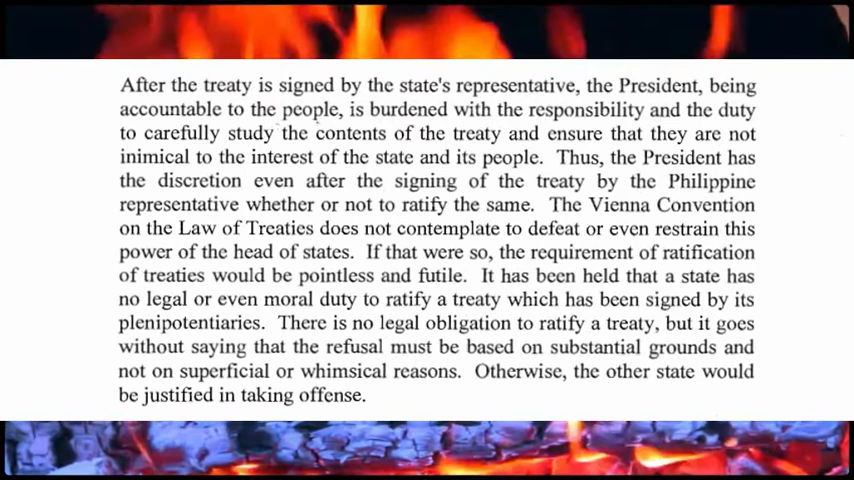 After the treaty is signed by the state's representative, the President, being
accountable to the people, is burdened with the responsibility and the duty
to carefully study the contents of the treaty and ensure that they are not
inimical to the interest of the state and its people. Thus, the President has
the discretion even after the signing of the treaty by the Philippine
representative whether or not to ratify the same. The Vienna Convention
on the Law of Treaties does not contemplate to defeat or even restrain this
power of the head of states. If that were so, the requirement of ratification
of treaties would be pointless and futile. It has been held that a state has
no legal or even moral duty to ratify a treaty which has been signed by its
plenipotentiaries. There is no legal obligation to ratify a treaty, but it goes
without saying that the refusal must be based on substantial grounds and
not on superficial or whimsical reasons. Otherwise, the other state would
be justified in taking offense.